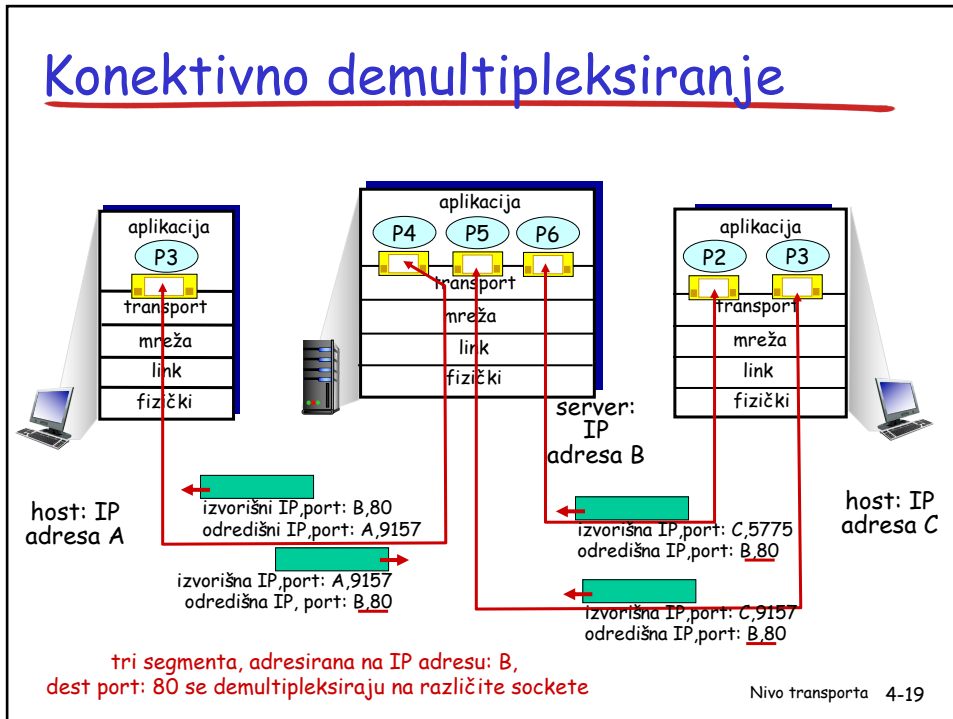 Konektivno demultipleksiranje
aplikacija
P3
transport
mreža
link
fizički
host: IP
adresa A
aplikacija
P4 P5 P6
transport
mreža
link
fizički
server:
IP
adresa B
aplikacija
P2 P3
transport
mreža
link
fizički
host: IP
adresa C
izvorišni IP,port: B,80
odredišni IP,port: A,9157
izvorišna IP,port: A,9157
odredišna IP, port: B,80
izvorišna IP,port: C,5775
odredišna IP,port: B,80
izvorišna IP,port: C,9157
odredišna IP,port: B,80
tri segmenta, adresirana na IP adresu: B,
dest port: 80 se demultipleksiraju na različite sockete
Nivo transporta 4-19